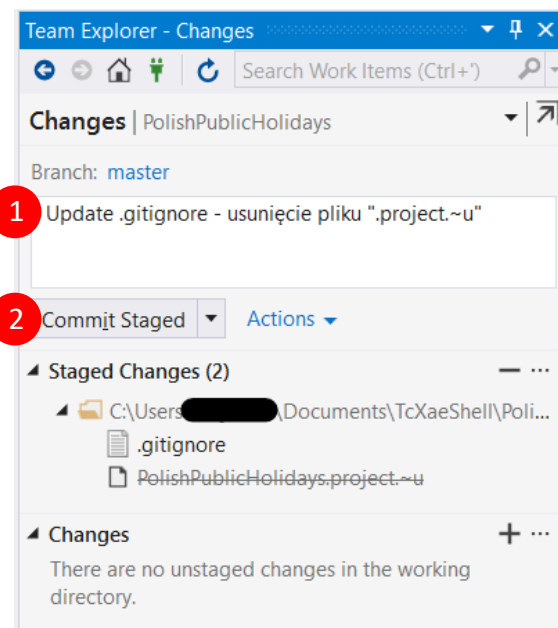 Team Explorer - Changes
Search Work Items (Ctrl+')
Changes | PolishPublicHolidays
Branch: master
1 Update .gitignore - usunięcie pliku ".project.~u"
2 Commit Staged Actions
Staged Changes (2)
C:\Users\Documents\TcXaeShell\Poli...
.gitignore
PolishPublicHolidays.project.~u
Changes
There are no unstaged changes in the working
directory.